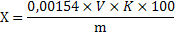 X = 0,00154 × V × K × 100 / m